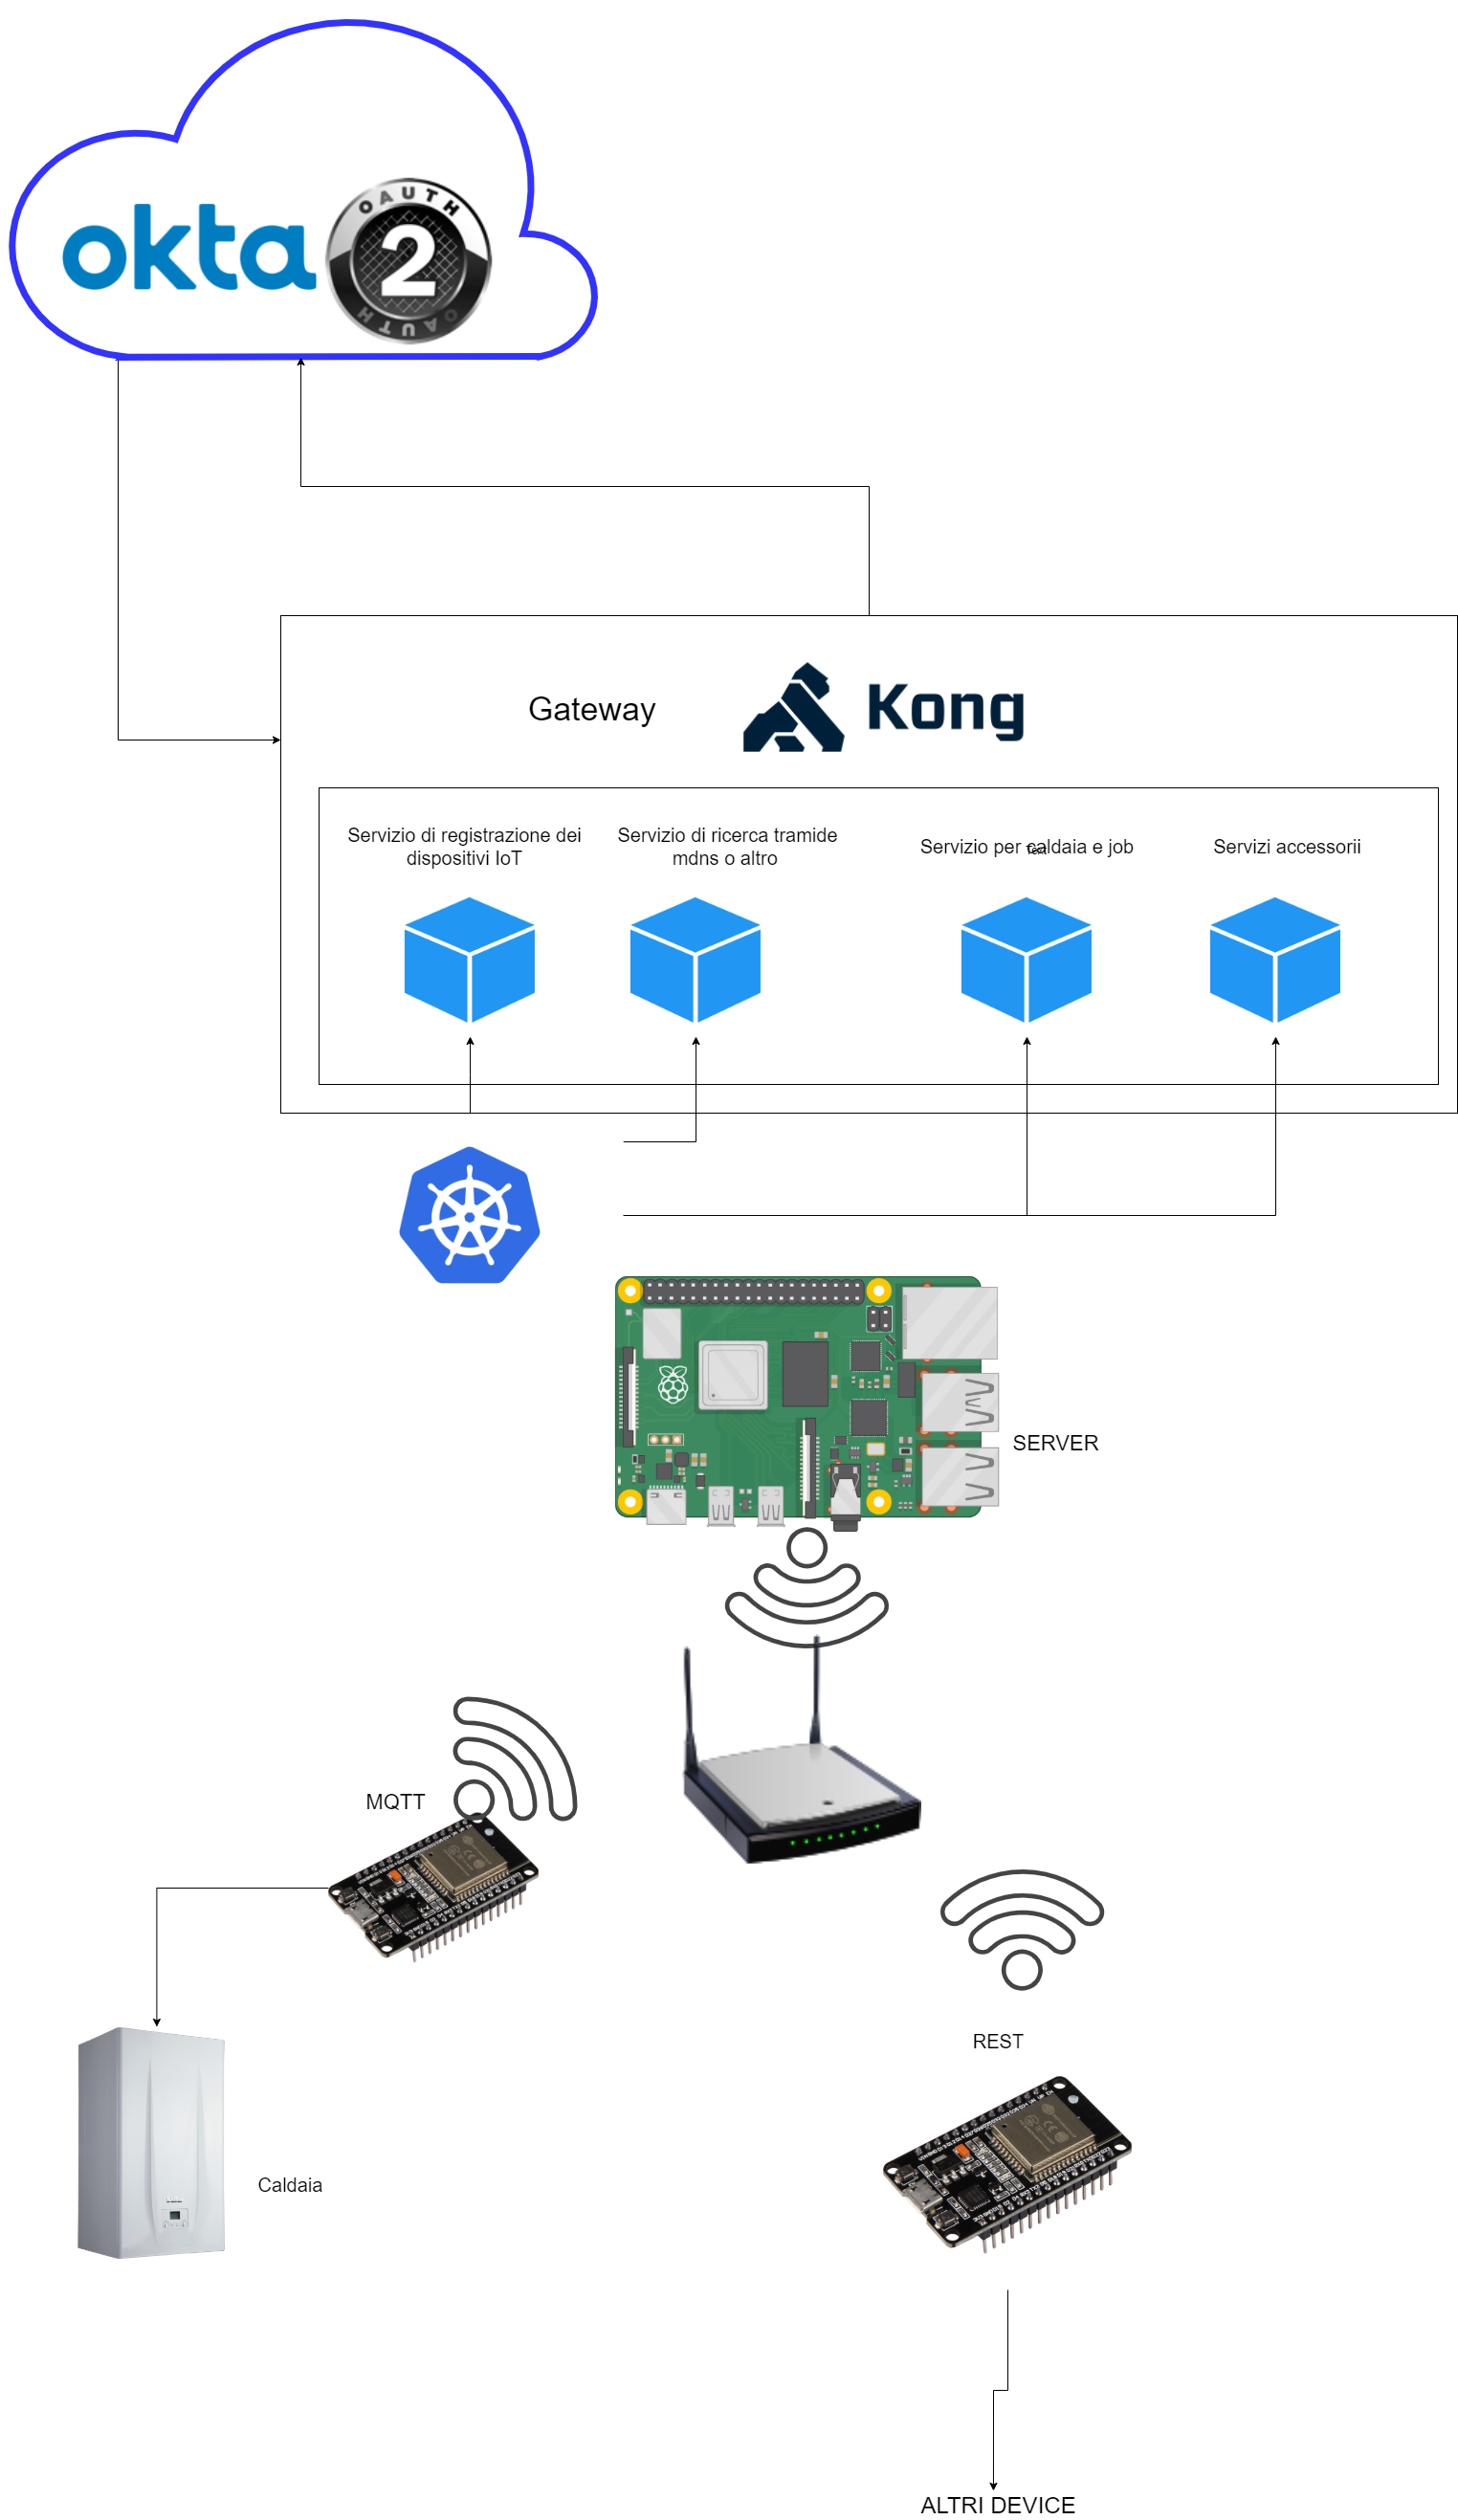 okta
OAUTH
2
OAUTH
Gateway
Kong
Servizio di registrazione dei
dispositivi IoT
Servizio di ricerca tramide
mdns o altro
Servizio per caldaia e job
Text
Servizi accessorii
SERVER
MQTT
REST
Caldaia
ALTRI DEVICE